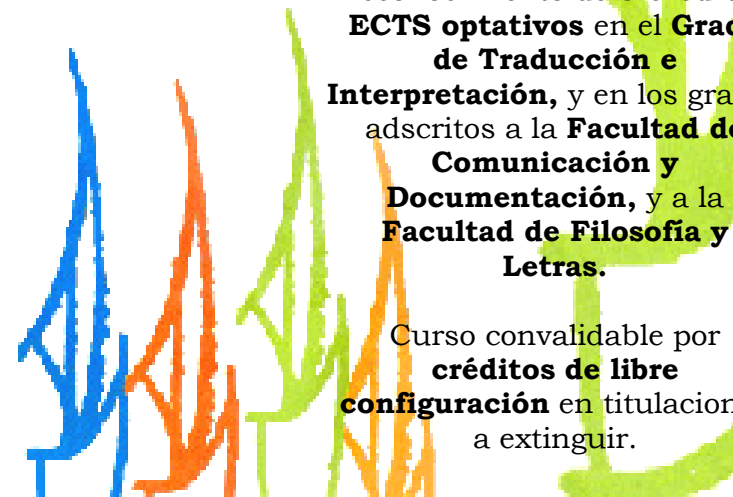 ECTS optativos en el Grad
de Traducción e
Interpretación, y en los gra
adscritos a la Facultad de
Comunicación y
Documentación, y a la
Facultad de Filosofía y
Letras.
Curso convalidable por
créditos de libre
configuración en titulacion
a extinguir.